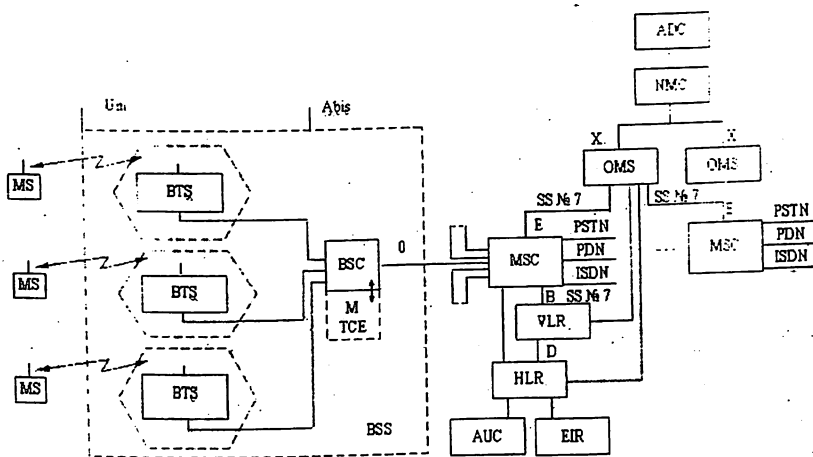 ADC
NMC
Um
Abis
X
X
OMS
OMS
SS № 7
SS № 7
MS
BTS
E
E
PSTN
PDN
ISDN
MSC
0
BSC
M
TCE
MSC
PSTN
PDN
ISDN
MS
BTS
B
SS № 7
VLR
D
HLR
MS
BTS
BSS
AUC
EIR